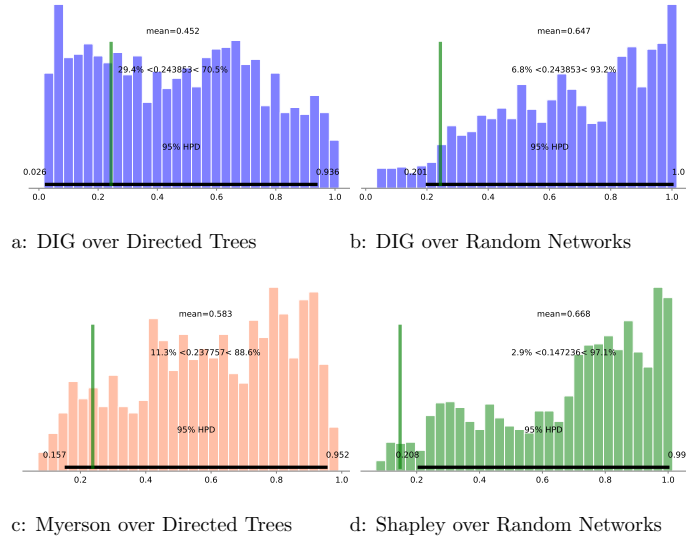 mean=0.452
29.4% <0.243853< 70.5%
95% HPD
0.026
0.936
0.0 0.2 0.4 0.6 0.8 1.0
mean=0.647
6.8% <0.243853< 93.2%
95% HPD
0.201
1.0
0.0 0.2 0.4 0.6 0.8 1.0
a: DIG over Directed Trees
b: DIG over Random Networks
mean=0.583
11.3% <0.237757< 88.6%
95% HPD
0.157
0.952
0.2 0.4 0.6 0.8 1.0
mean=0.668
2.9% <0.147236< 97.1%
95% HPD
0.208
0.99
0.2 0.4 0.6 0.8 1.0
c: Myerson over Directed Trees
d: Shapley over Random Networks